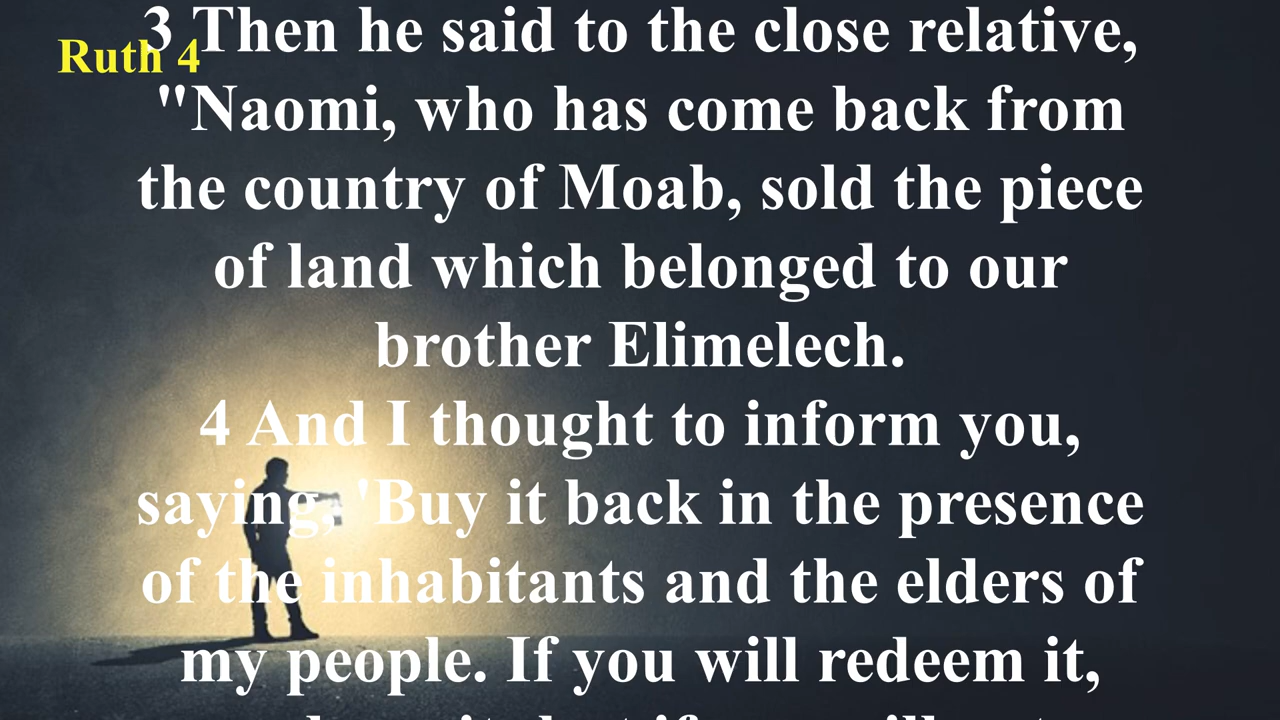 Ruth 4
3 Then he said to the close relative,
"Naomi, who has come back from
the country of Moab, sold the piece
of land which belonged to our
brother Elimelech.
4 And I thought to inform you,
saying, 'Buy it back in the presence
of the inhabitants and the elders of
my people. If you will redeem it,